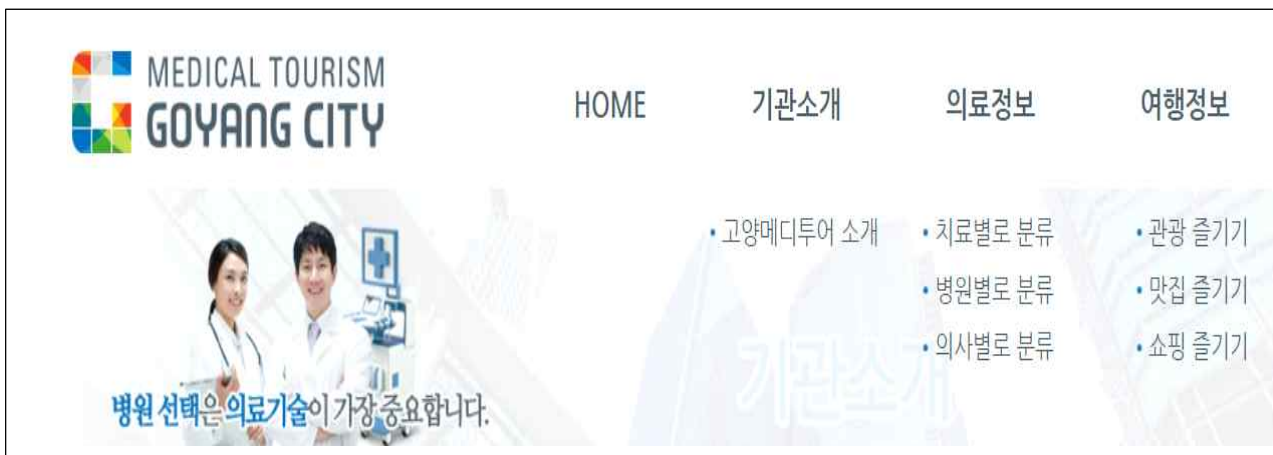 MEDICAL TOURISM
GOYANG CITY
HOME 기관소개 의료정보 여행정보
• 고양메디투어 소개 • 치료별로 분류 • 관광 즐기기
• 병원별로 분류 • 맛집 즐기기
• 의사별로 분류 • 쇼핑 즐기기
기관소개
병원 선택은 의료기술이 가장 중요합니다.